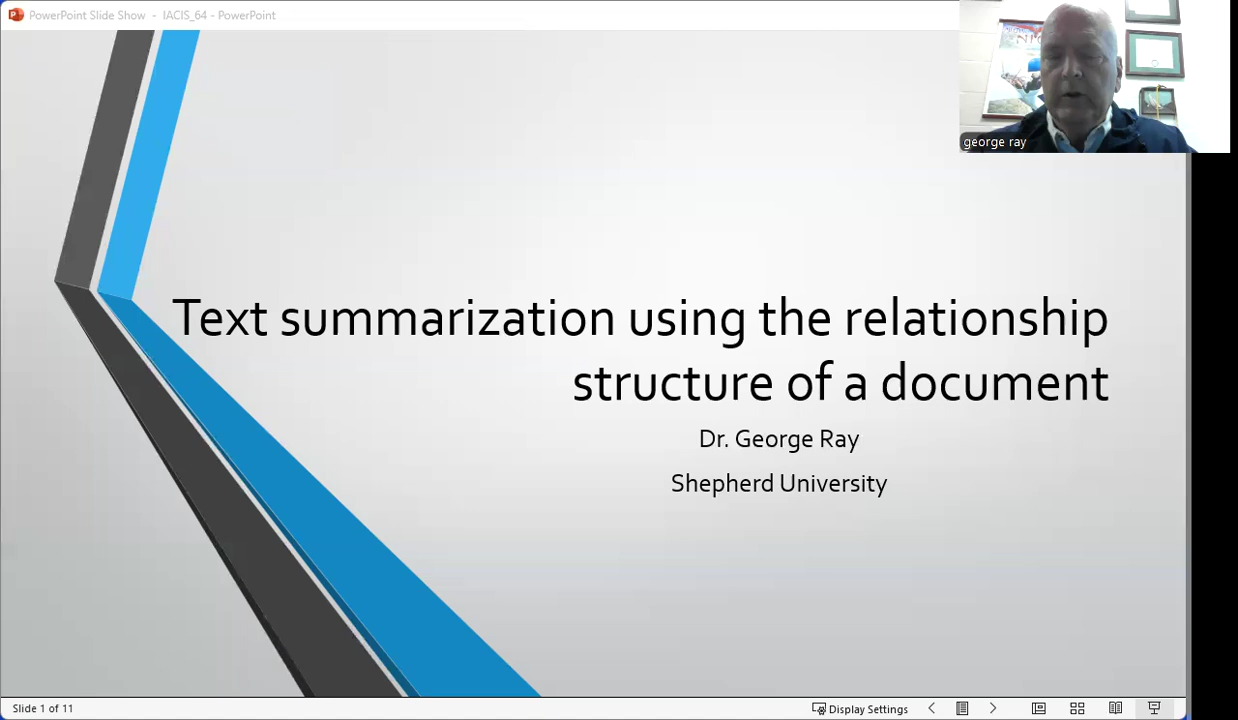 PowerPoint Slide Show - IACIS_64 - PowerPoint
george ray
Text summarization using the relationship
structure of a document
Dr. George Ray
Shepherd University
Slide 1 of 11
Display Settings